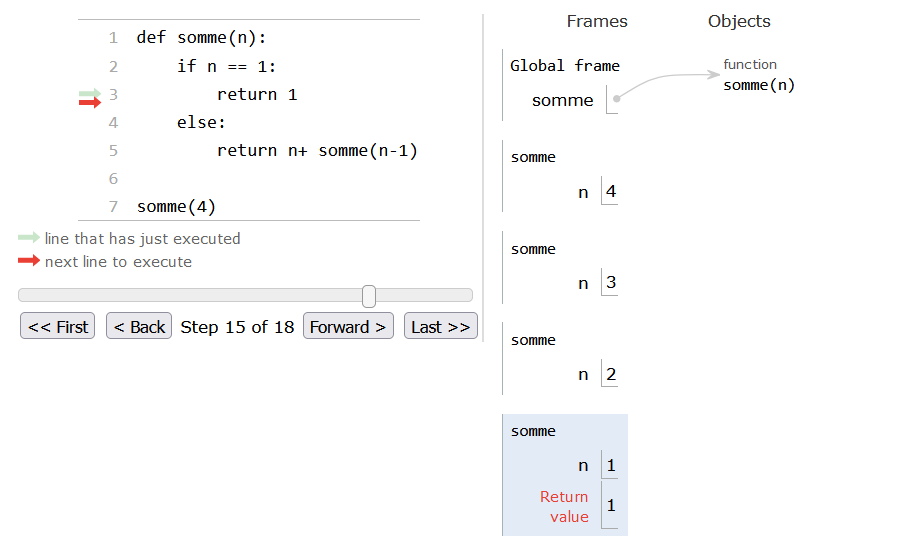 1 def somme(n):
2 if n == 1:
3 return 1
4 else:
5 return n+ somme(n-1)
6
7 somme(4)
line that has just executed
next line to execute
<< First < Back Step 15 of 18 Forward > Last >>
Frames Objects
Global frame
somme
function
somme(n)
somme
n 4
somme
n 3
somme
n 2
somme
n 1
Return
value 1